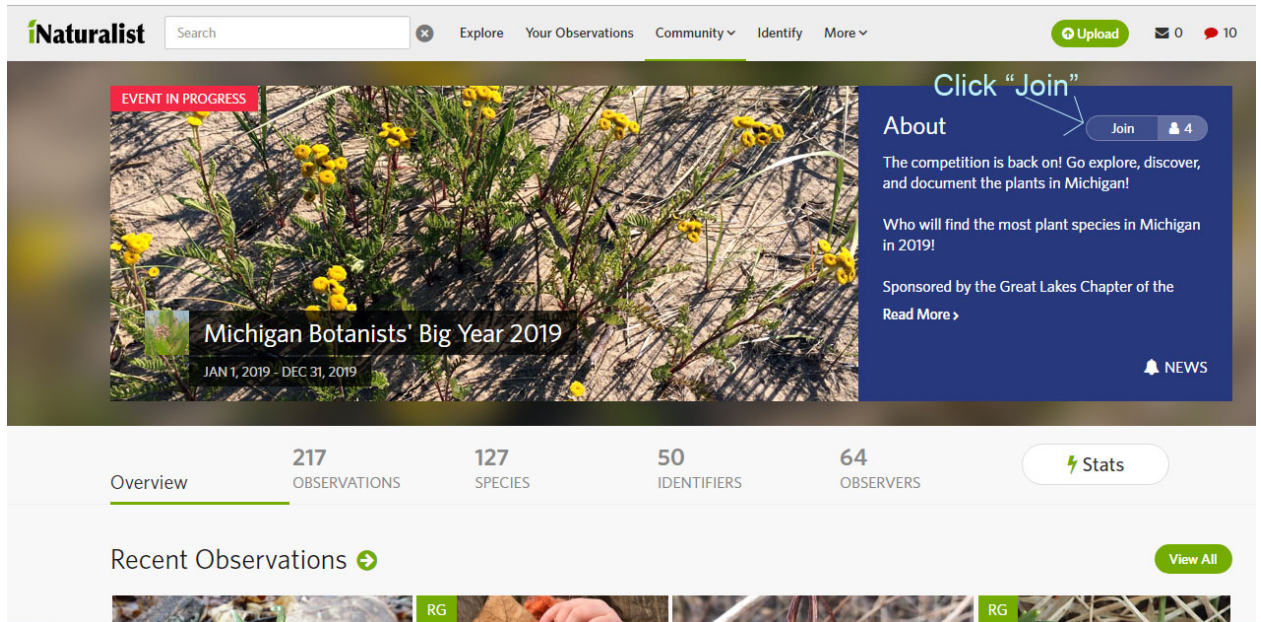 iNaturalist
Search
Explore
Your Observations
Community
Identify
More
Upload
0
10
EVENT IN PROGRESS
Click “Join”
About
Join
4
The competition is back on! Go explore, discover,
and document the plants in Michigan!
Who will find the most plant species in Michigan
in 2019!
Sponsored by the Great Lakes Chapter of the
Read More
Michigan Botanists' Big Year 2019
JAN 1, 2019 - DEC 31, 2019
NEWS
Overview
217
OBSERVATIONS
127
SPECIES
50
IDENTIFIERS
64
OBSERVERS
Stats
Recent Observations
View All
RG
RG